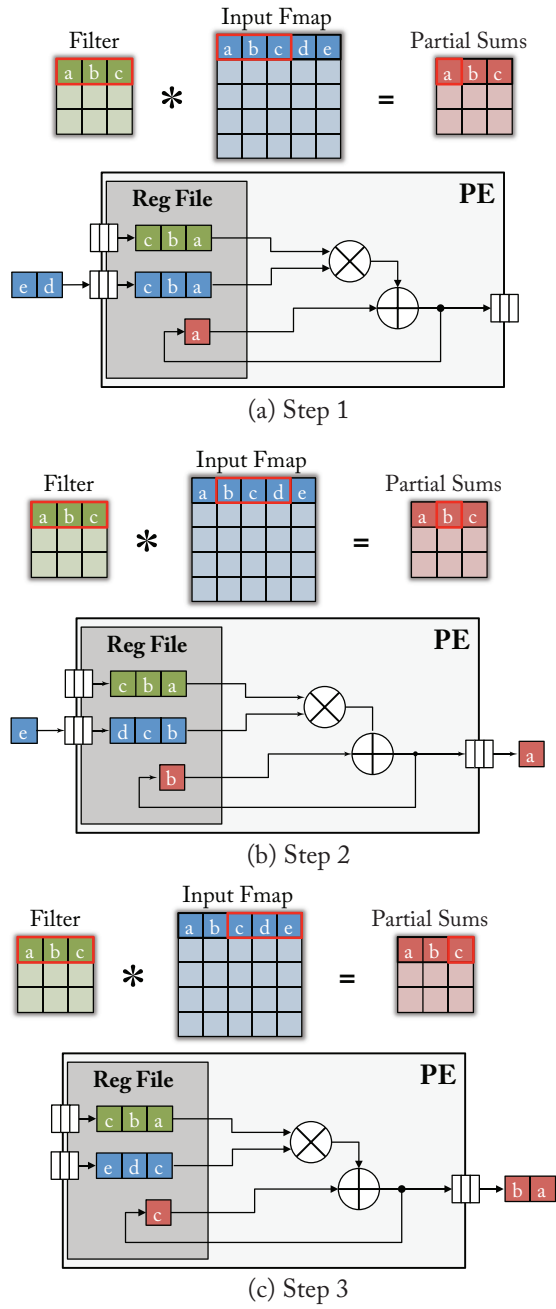 Filter Input Fmap Partial Sums
a b c a b c d e a b c
* =
PE
Reg File
c b a
e d c b a
a
(a) Step 1
Filter Input Fmap Partial Sums
a b c a b c d e a b c
* =
PE
Reg File
c b a
e d c b
b a
(b) Step 2
Filter Input Fmap Partial Sums
a b c a b c d e a b c
* =
PE
Reg File
c b a
e d c
c b a
(c) Step 3